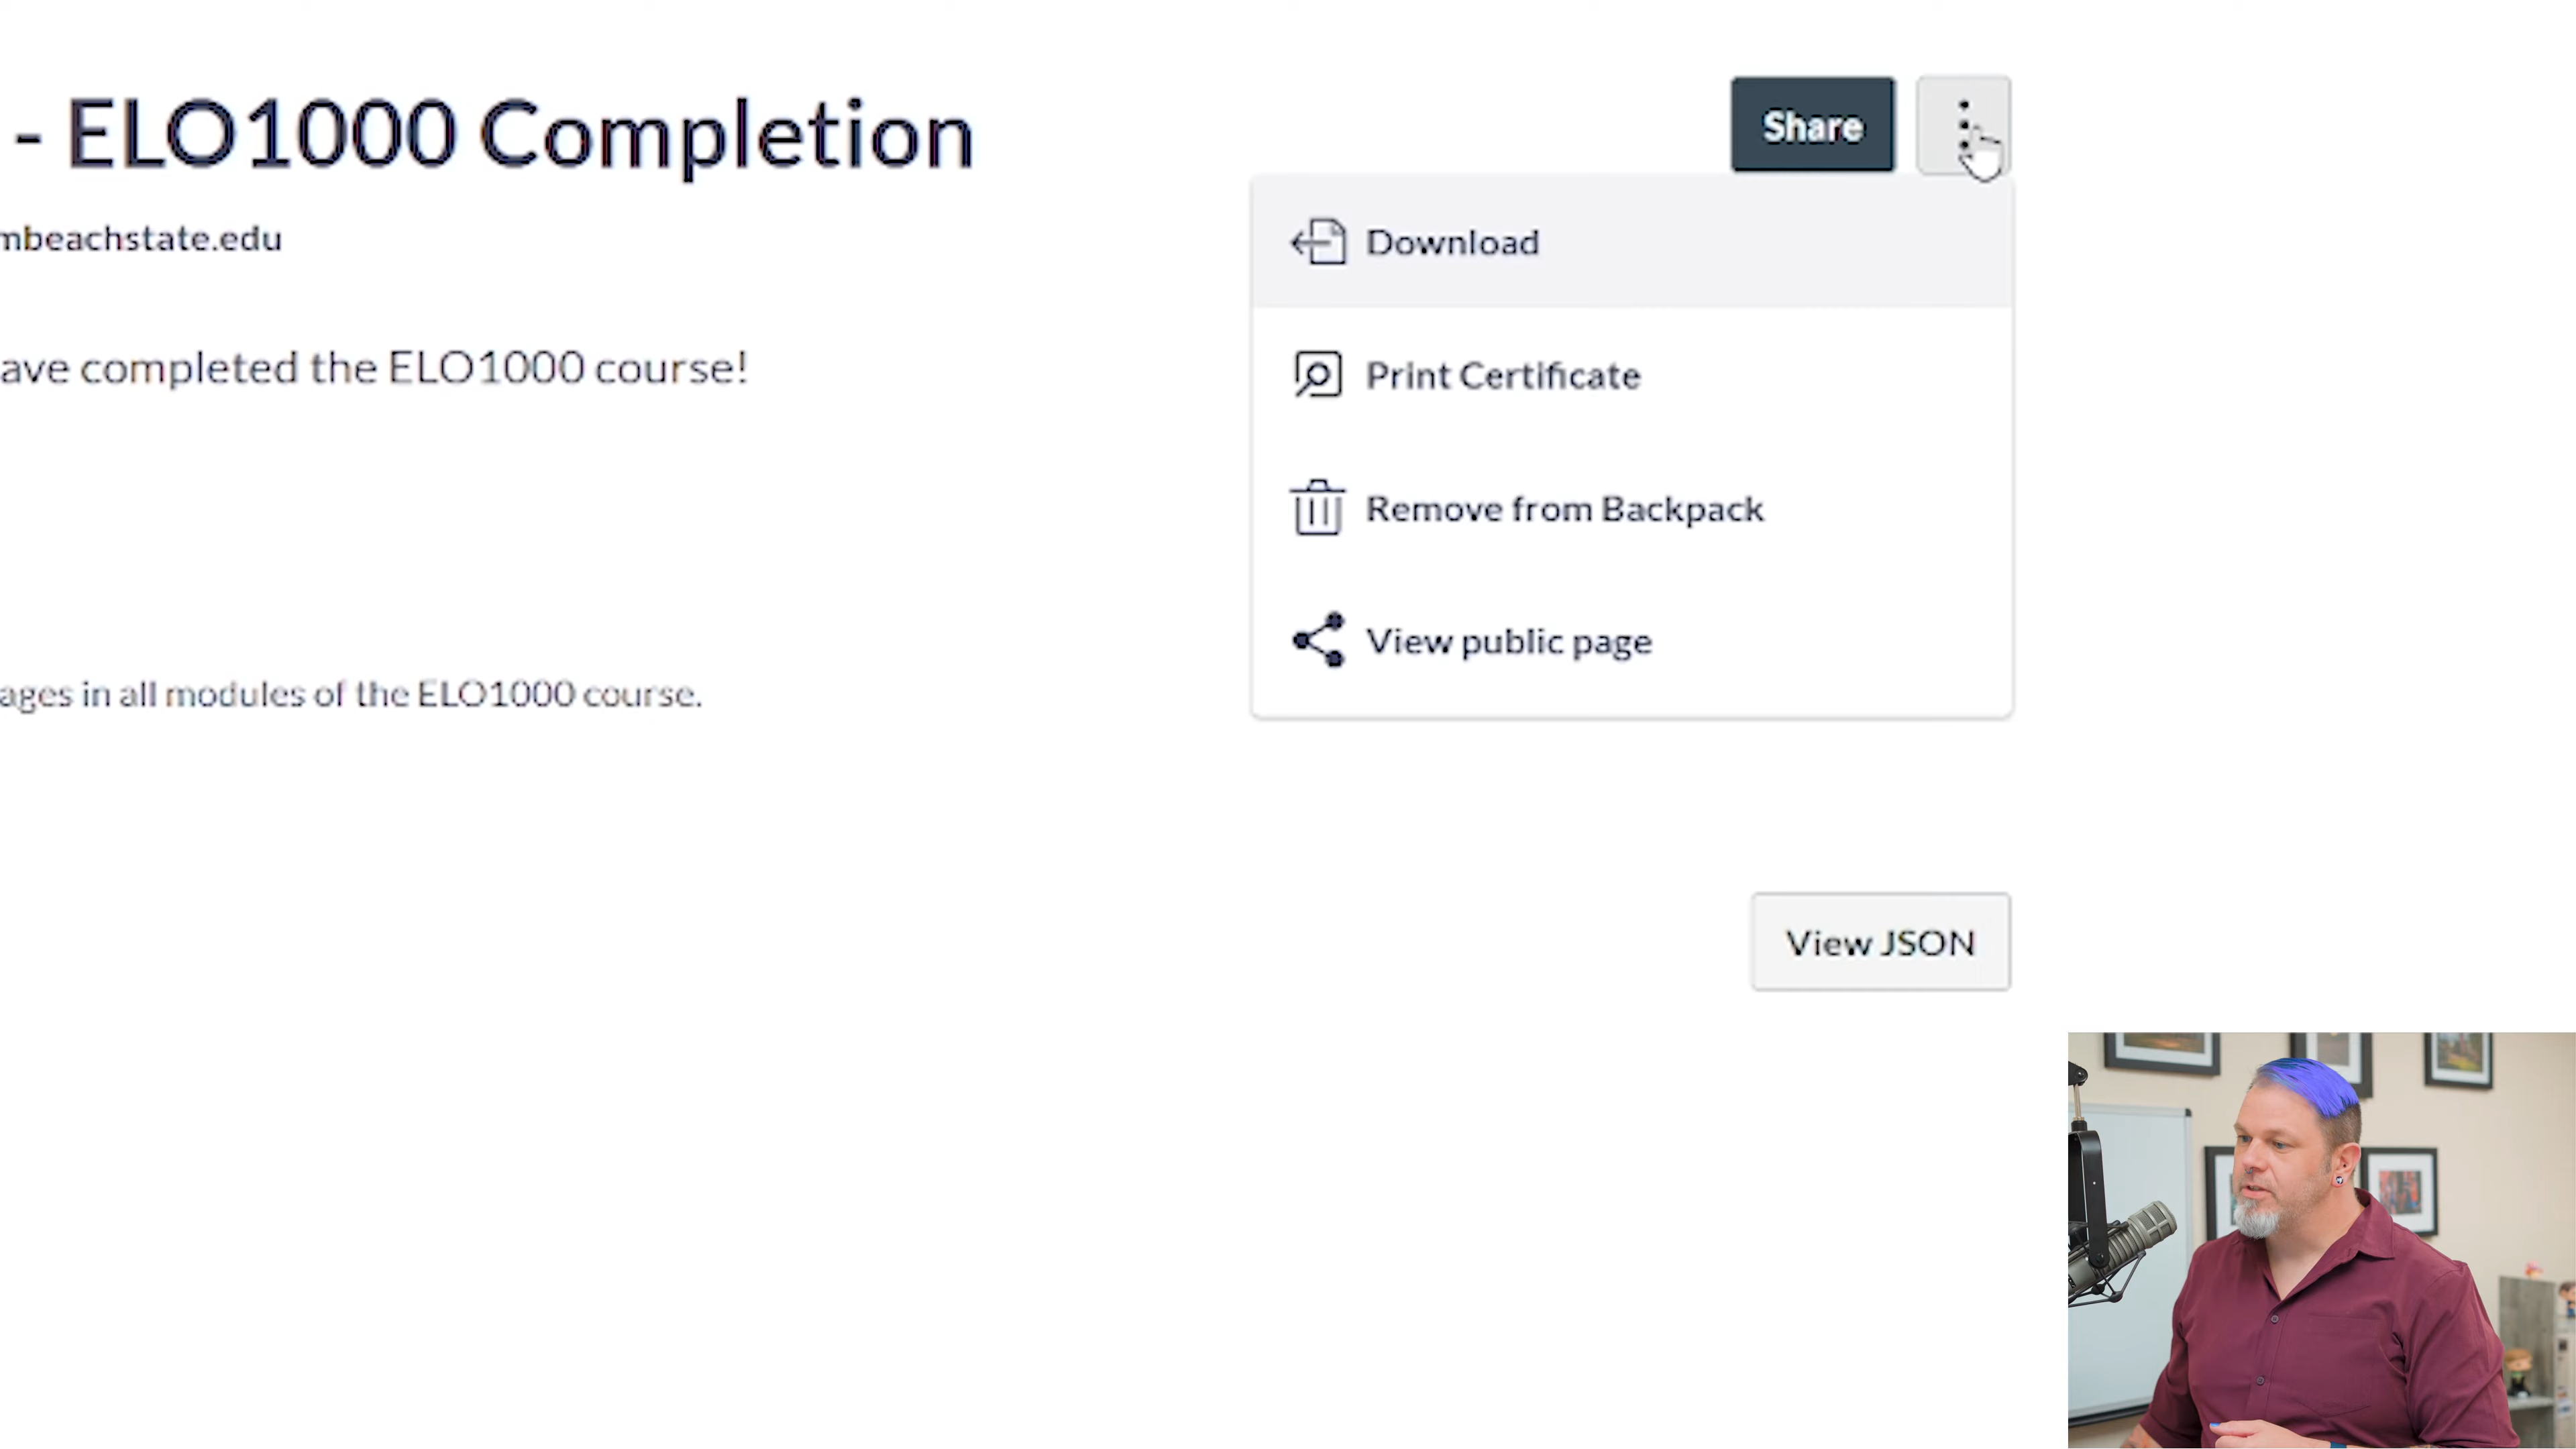 - ELO1000 Completion
Share
mbeachstate.edu
Download
ave completed the ELO1000 course!
Print Certificate
Remove from Backpack
View public page
ages in all modules of the ELO1000 course.
View JSON